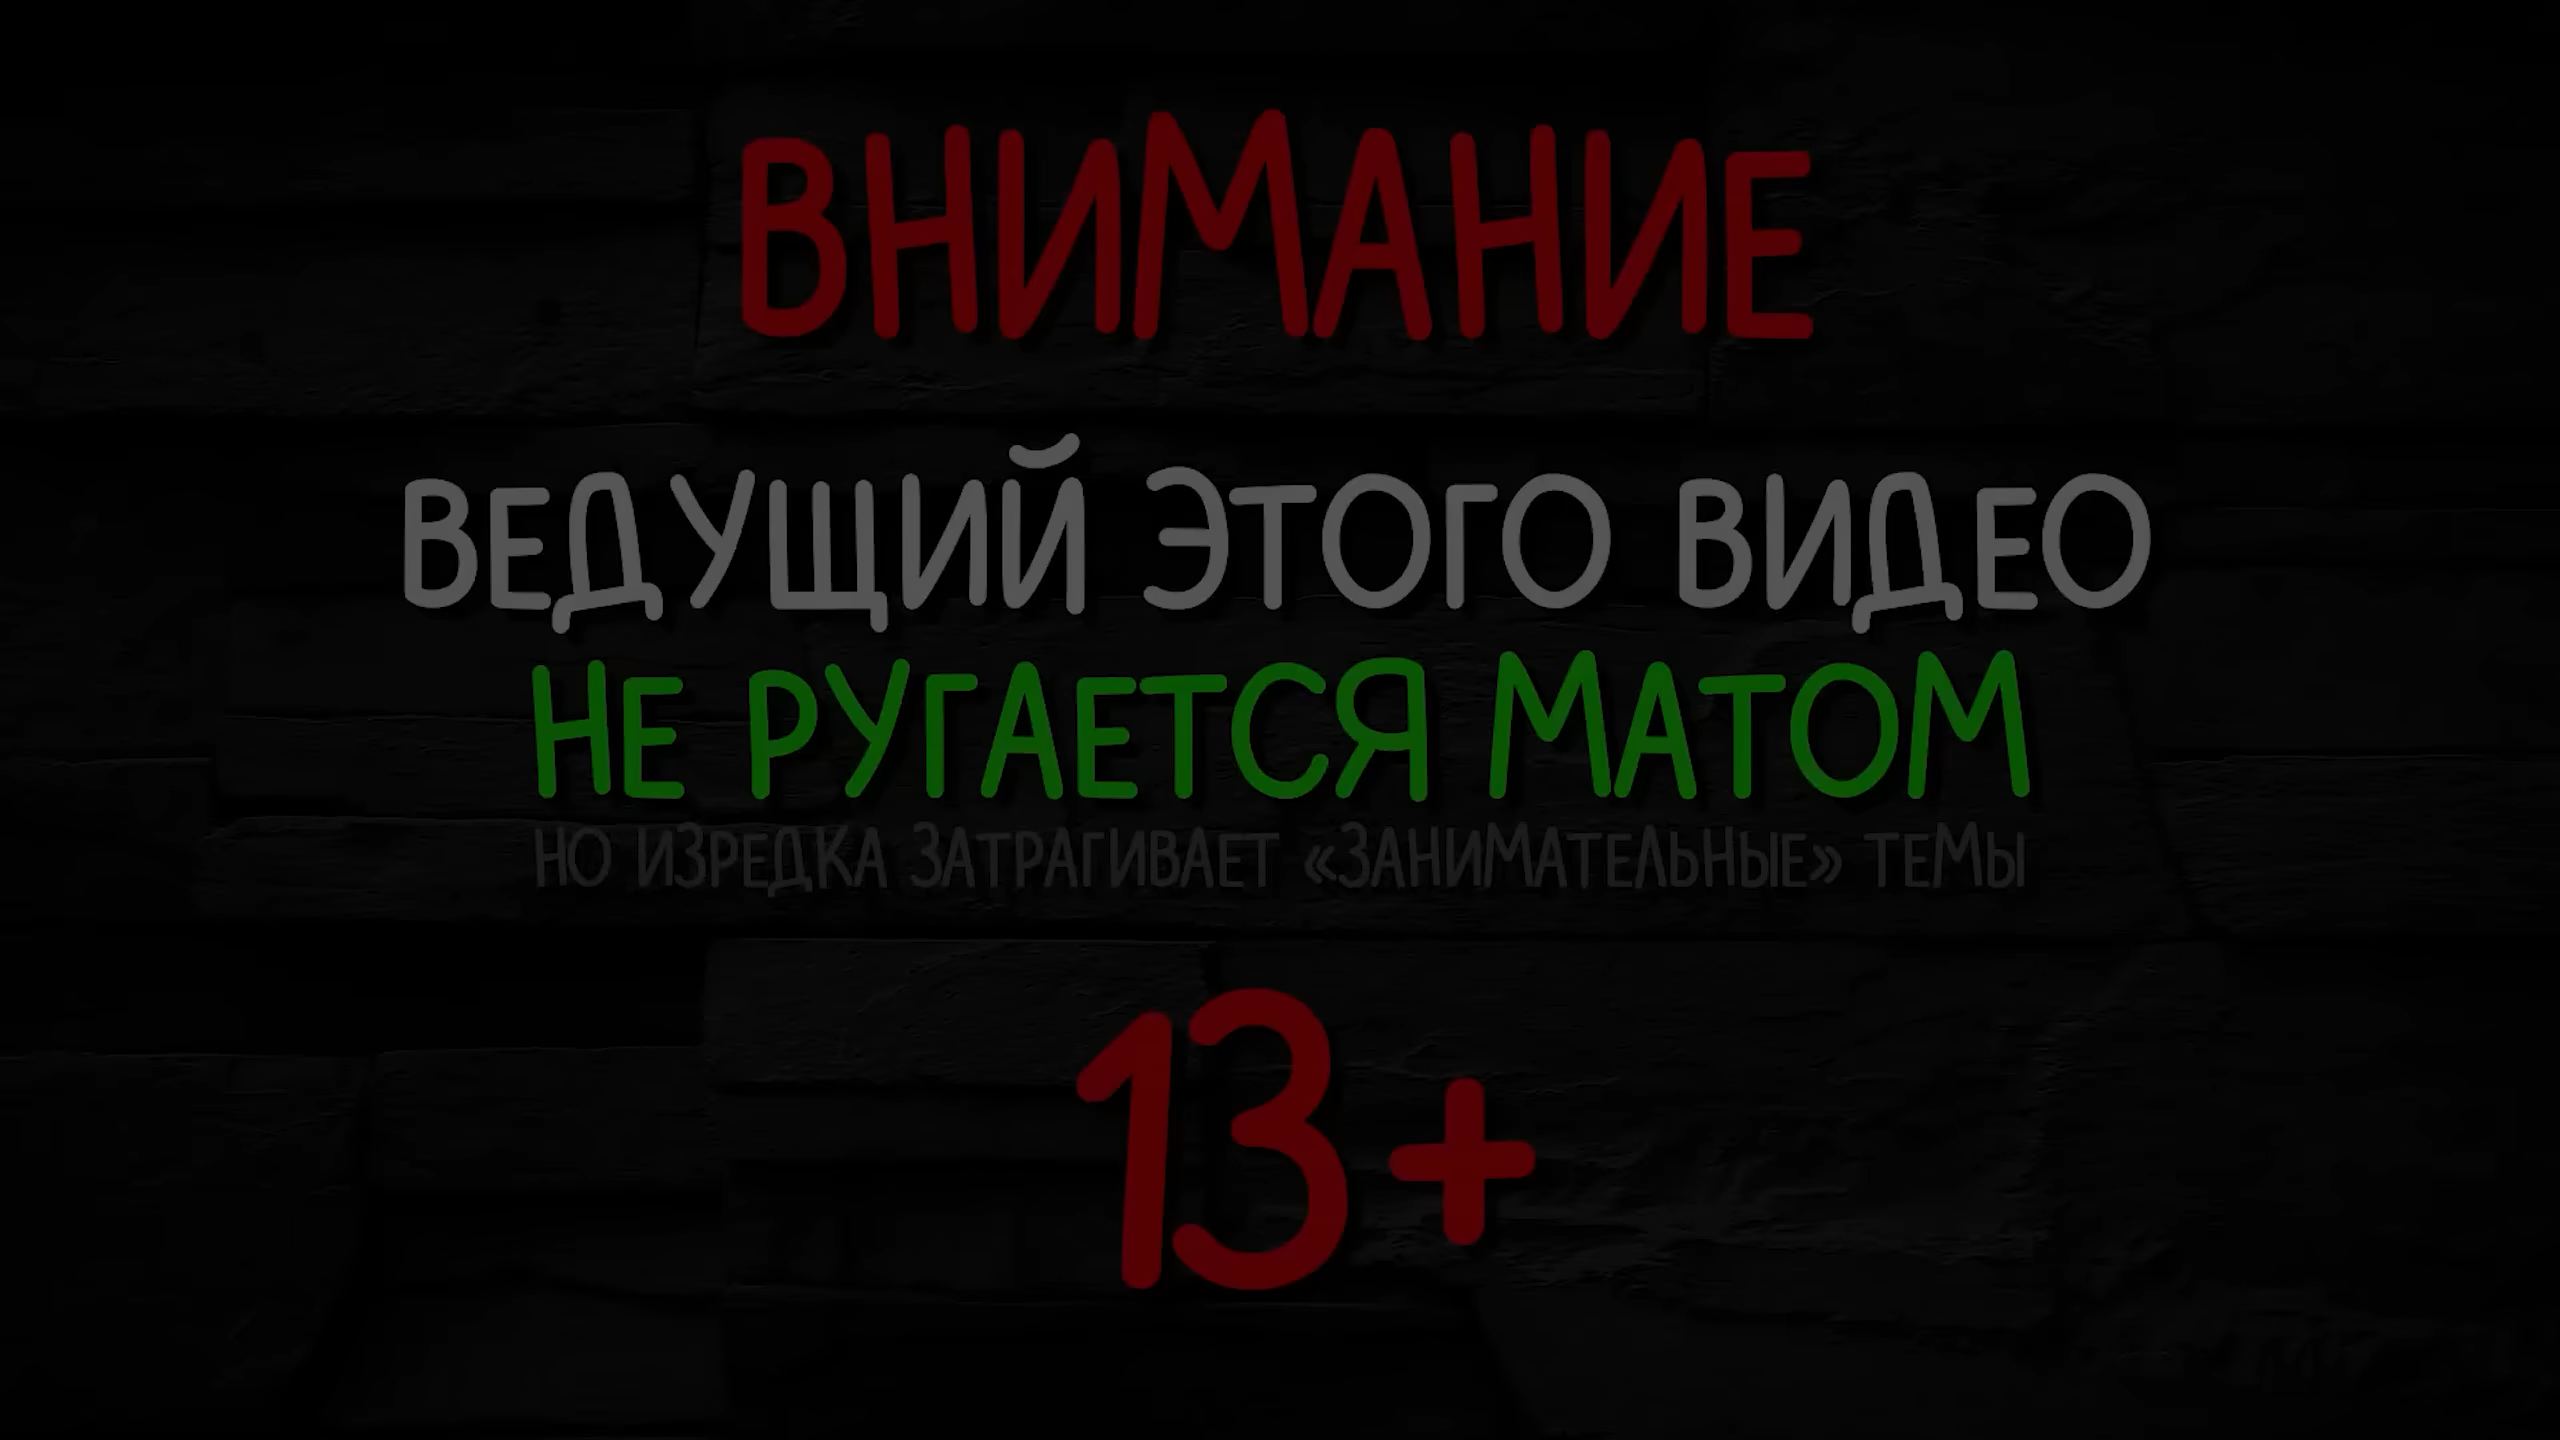 ВНИМАНИЕ
ВЕДУЩИЙ ЭТОГО ВИДЕО
НЕ РУГАЕТСЯ МАТОМ
НО ИЗРЕДКА ЗАТРАГИВАЕТ «ЗАНИМАТЕЛЬНЫЕ» ТЕМЫ
13+